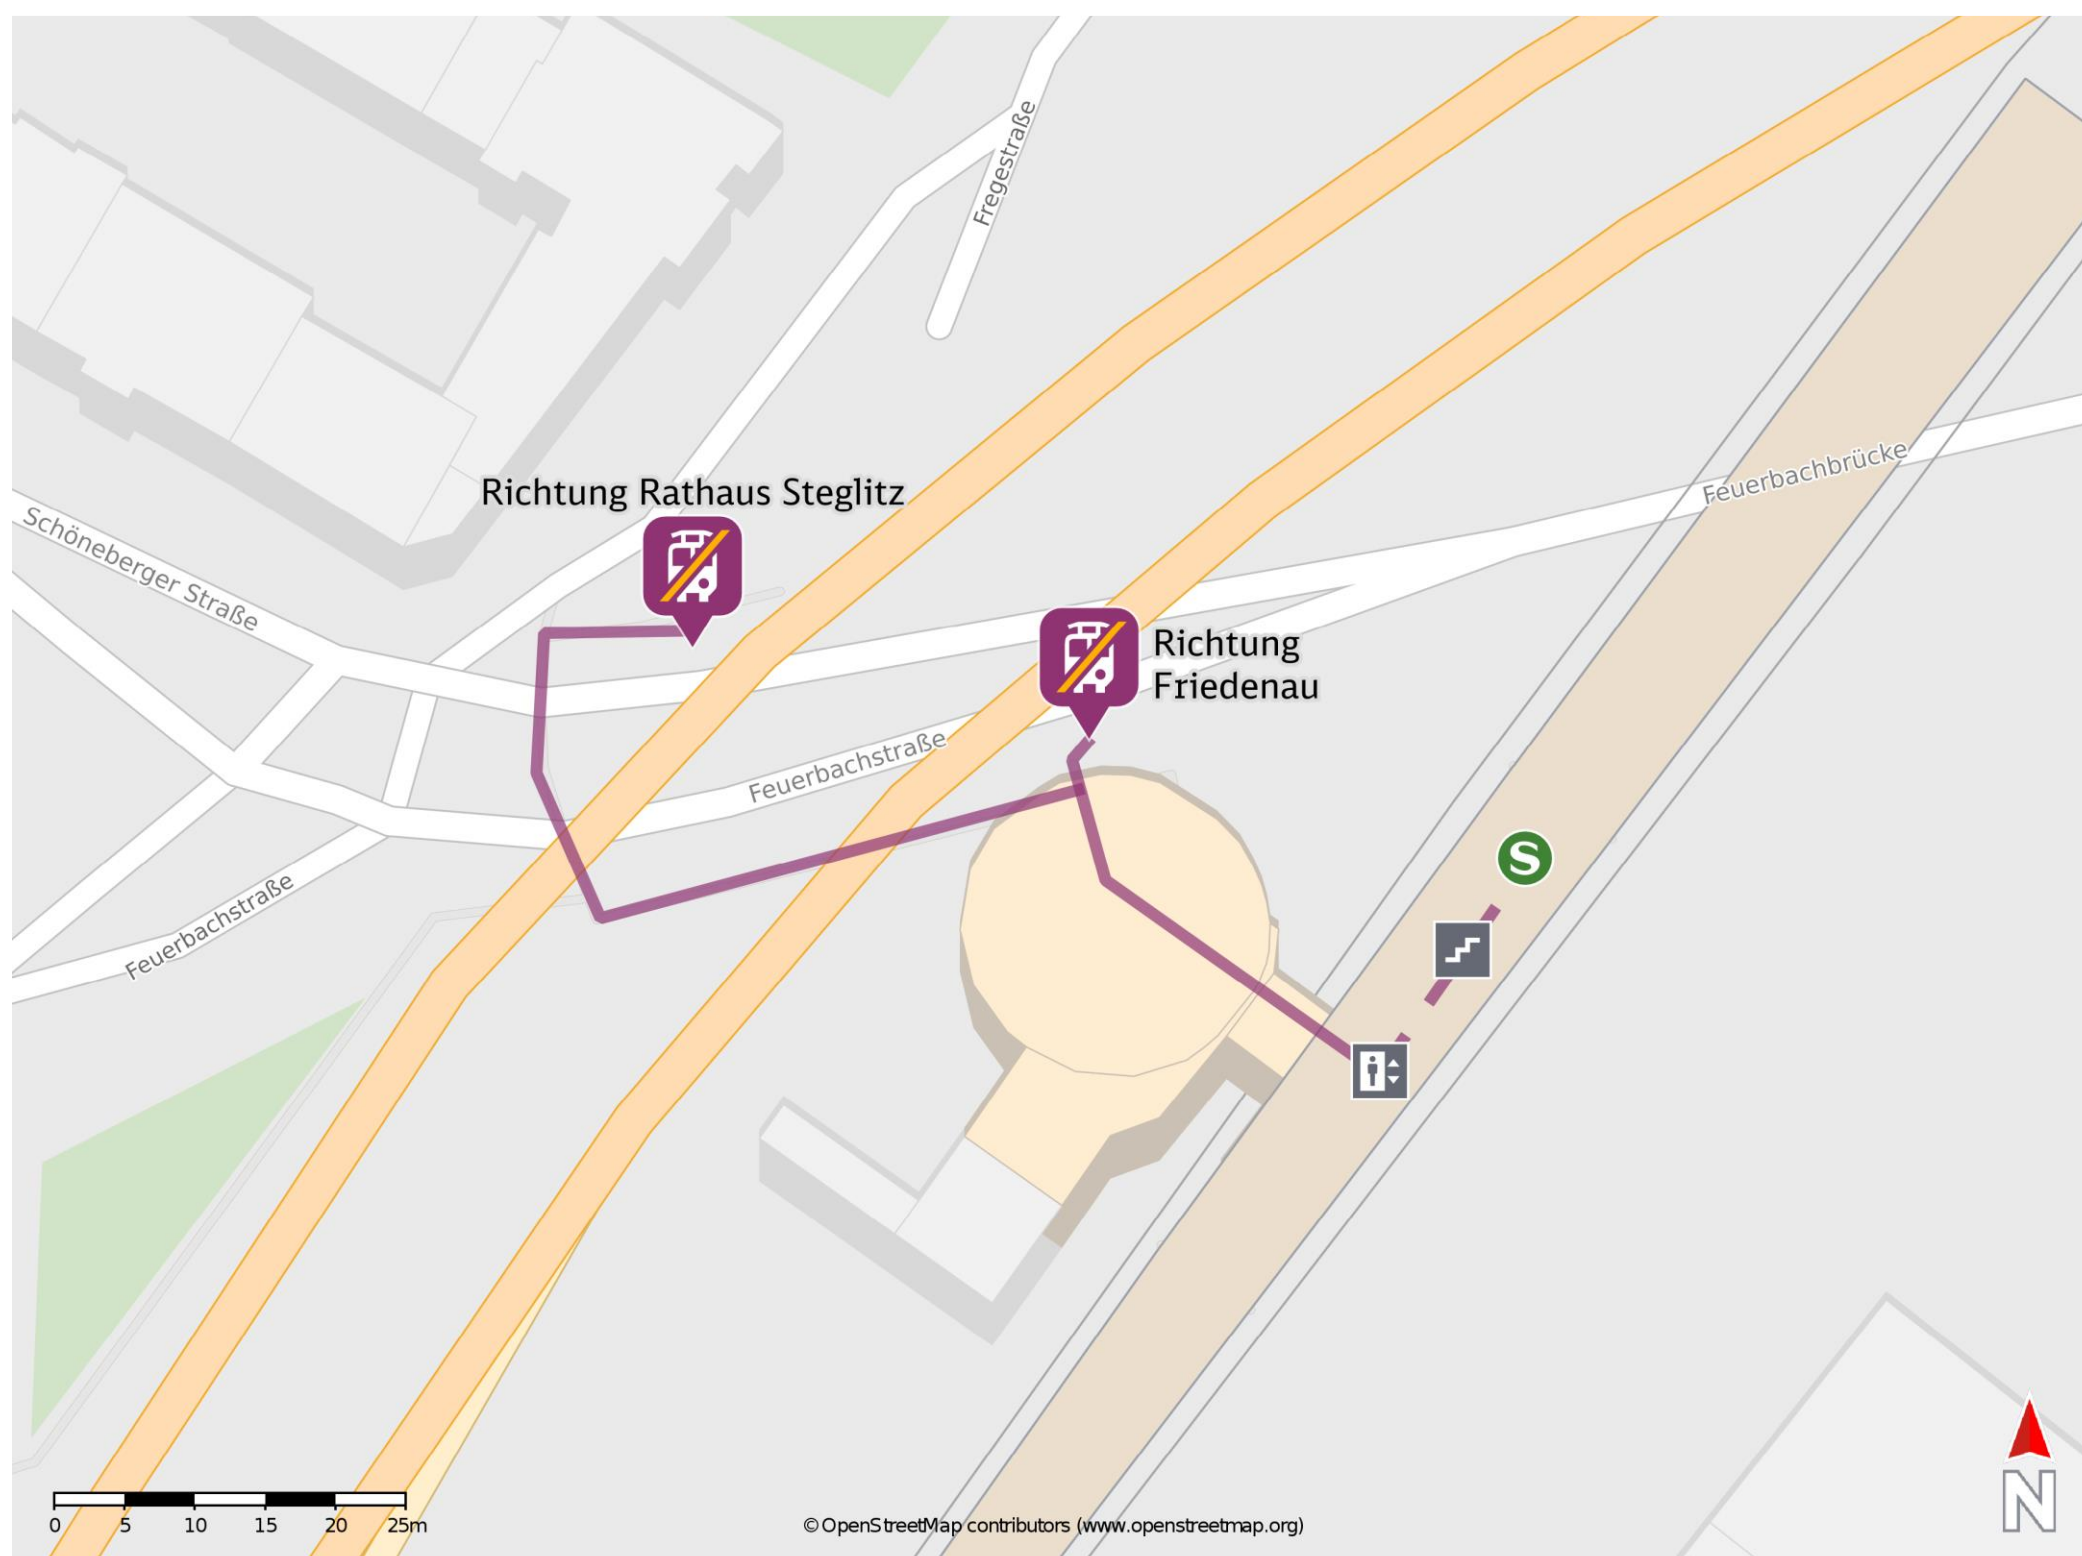 Fregestraße
Feuerbachbrücke
Richtung Rathaus Steglitz
Schöneberger Straße
Richtung
Friedenau
Feuerbachstraße
S
Feuerbachstraße
N
0 5 10 15 20 25m
© OpenStreetMap contributors (www.openstreetmap.org)